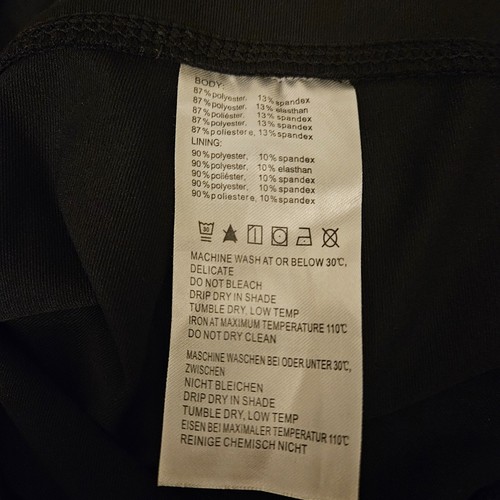 BODY:
87%polyester, 13%spandex
87%polyester, 13%elasthan
87%poliéster, 13%spandex
87%polyester, 13%spandex
87%poliestere, 13%spandex
LINING:
90%polyester, 10%spandex
90%polyester, 10%elasthan
90%poliéster, 10%spandex
90%polyester, 10%spandex
90%poliestere, 10%spandex
30
MACHINE WASH AT OR BELOW 30℃,
DELICATE
DO NOT BLEACH
DRIP DRY IN SHADE
TUMBLE DRY, LOW TEMP
IRON AT MAXIMUM TEMPERATURE 110℃
DO NOT DRY CLEAN
MASCHINE WASCHEN BEI ODER UNTER 30℃,
ZWISCHEN
NICHT BLEICHEN
DRIP DRY IN SHADE
TUMBLE DRY, LOW TEMP
EISEN BEI MAXIMALER TEMPERATUR 110℃
REINIGE CHEMISCH NICHT